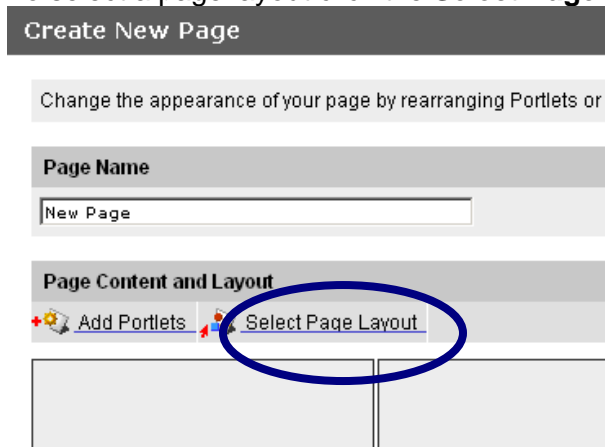 Create New Page
Change the appearance of your page by rearranging Portlets or
Page Name
New Page
Page Content and Layout
Add Portlets Select Page Layout